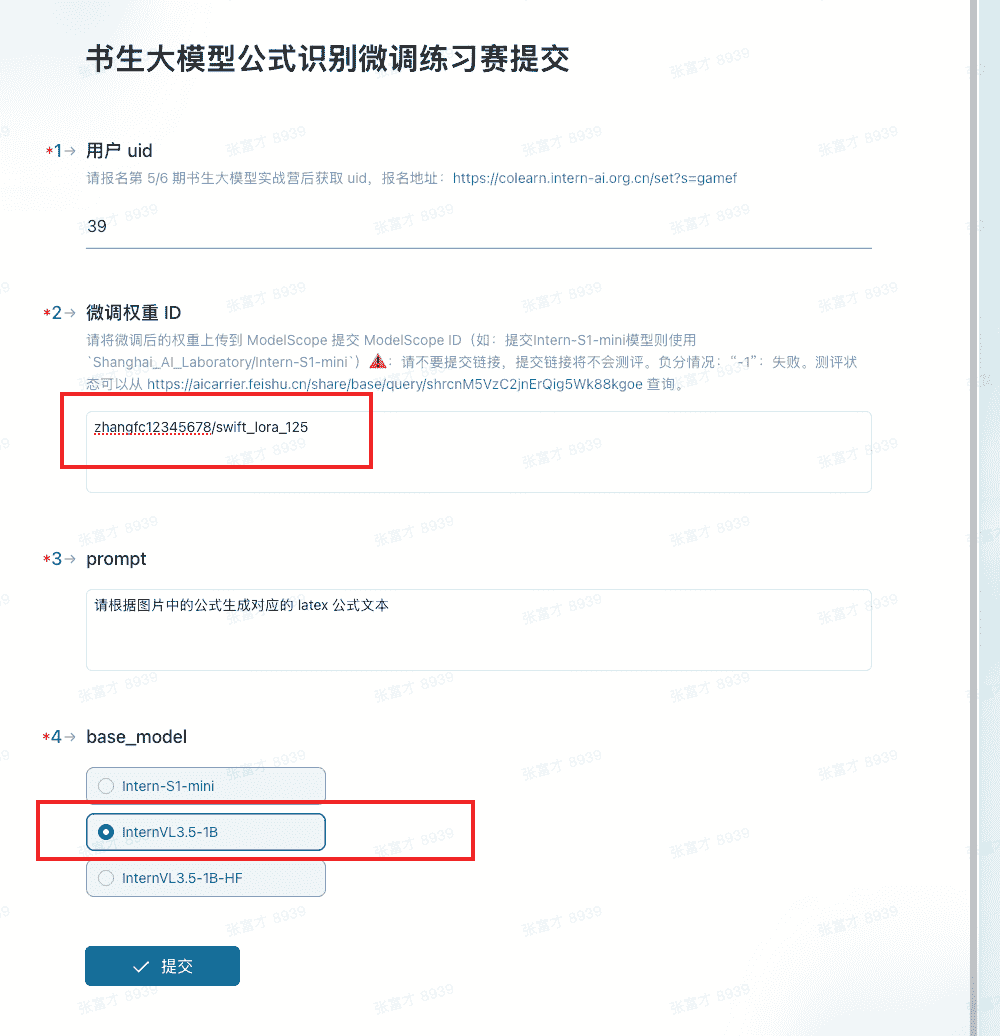 书生大模型公式识别微调练习赛提交
*1→ 用户 uid
请报名第 5/6 期书生大模型实战营后获取 uid，报名地址：https://colearn.intern-ai.org.cn/set?s=gamef
39
*2→ 微调权重 ID
请将微调后的权重上传到 ModelScope 提交 ModelScope ID（如：提交Intern-S1-mini模型则使用
`Shanghai_AI_Laboratory/Intern-S1-mini`）⚠️：请不要提交链接，提交链接将不会测评。负分情况：“-1”：失败。测评状
态可以从 https://aicarrier.feishu.cn/share/base/query/shrcnM5VzC2jnErQig5Wk88kgoe 查询。
zhangfc12345678/swift_lora_125
*3→ prompt
请根据图片中的公式生成对应的 latex 公式文本
*4→ base_model
Intern-S1-mini
InternVL3.5-1B
InternVL3.5-1B-HF
提交
张富才 8939